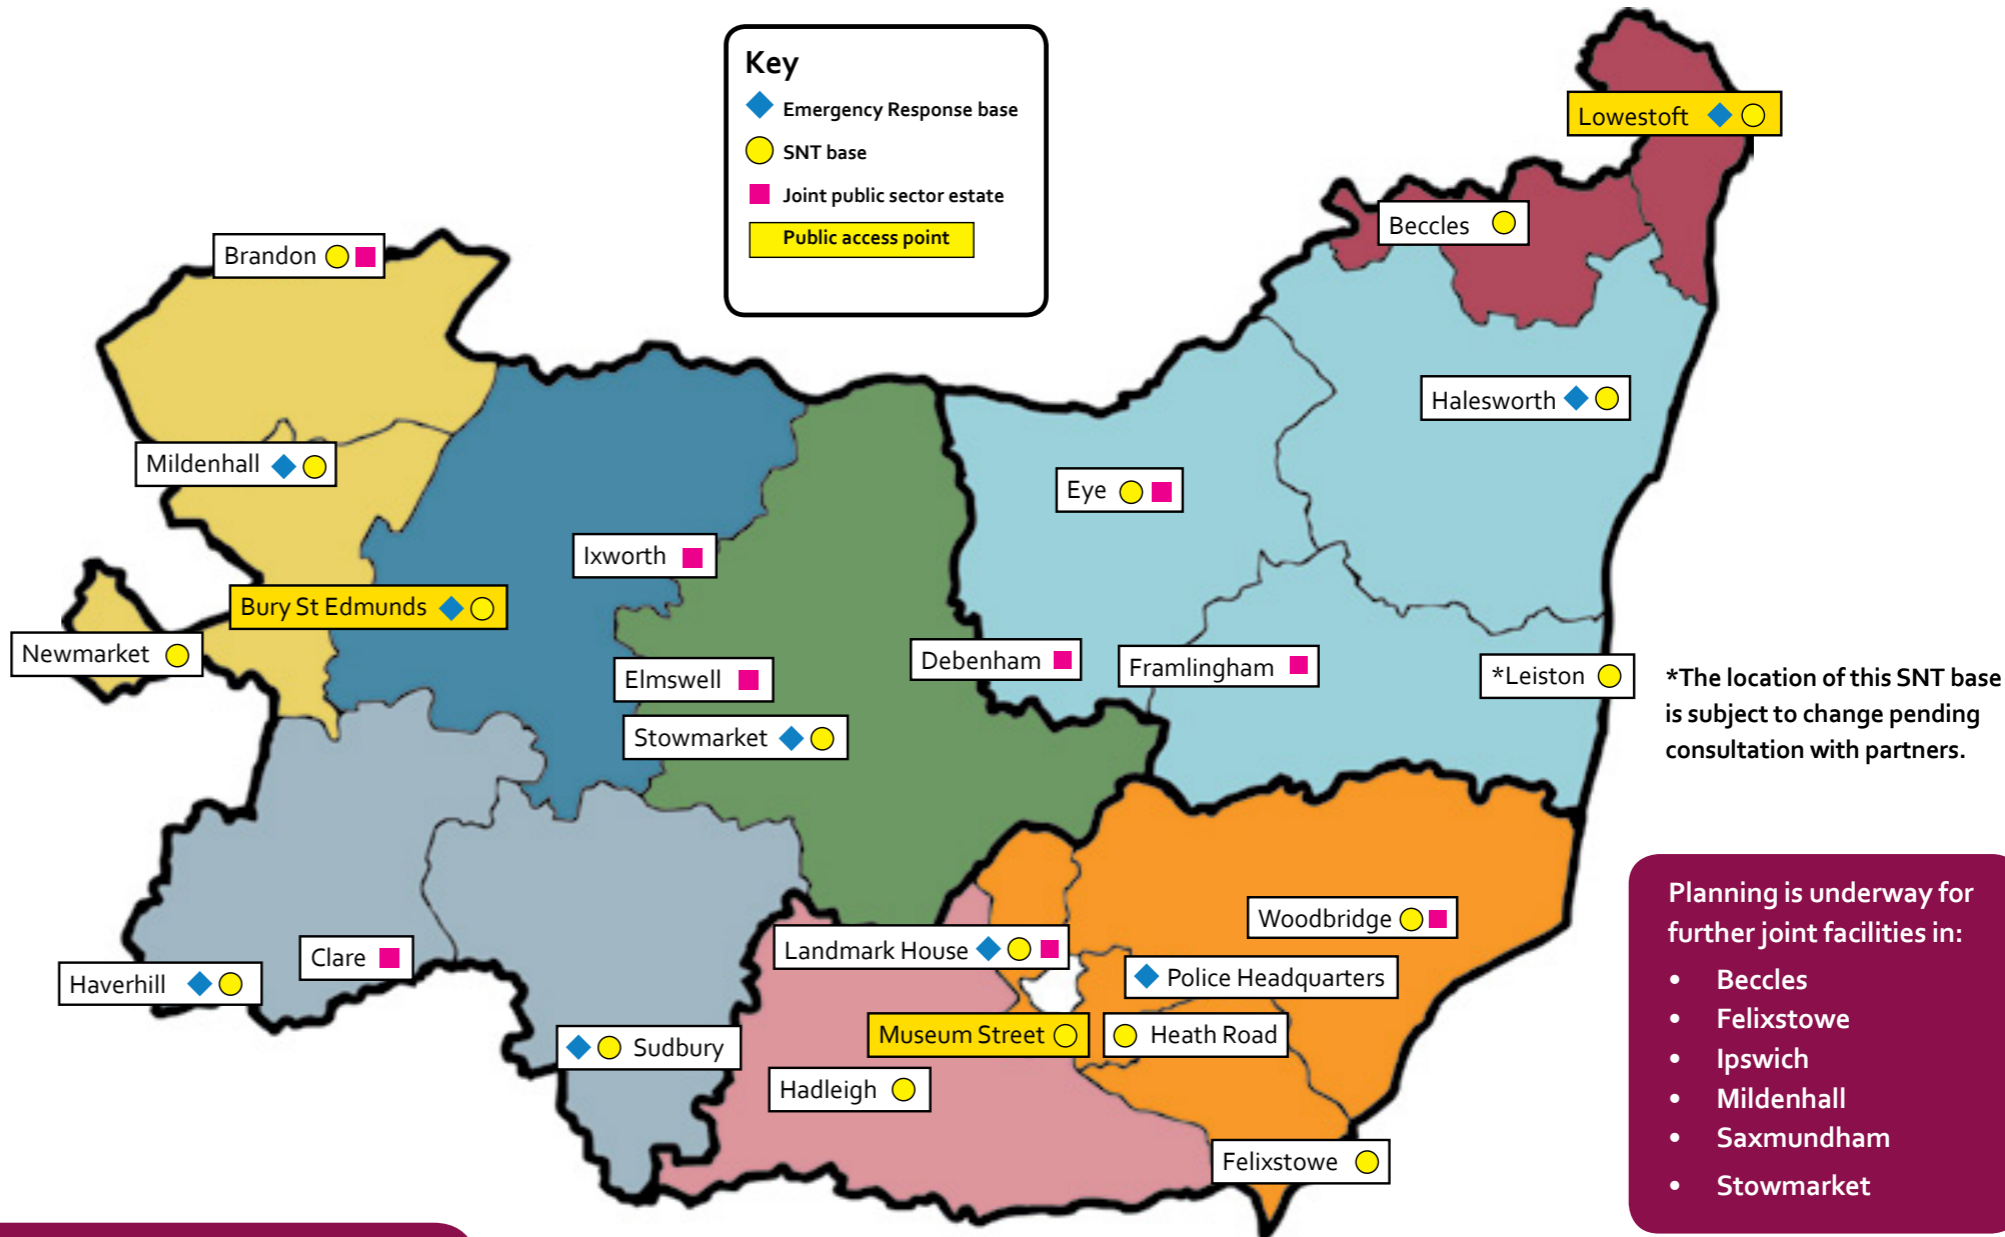 Key
Emergency Response base
SNT base
Joint public sector estate
Public access point
Lowestoft
Beccles
Brandon
Halesworth
Mildenhall
Eye
Ixworth
Bury St Edmunds
Newmarket
Debenham
Framlingham
*Leiston
Elmswell
Stowmarket
*The location of this SNT base
is subject to change pending
consultation with partners.
Woodbridge
Landmark House
Clare
Haverhill
Police Headquarters
Museum Street
Heath Road
Sudbury
Hadleigh
Felixstowe
Planning is underway for
further joint facilities in:
• Beccles
• Felixstowe
• Ipswich
• Mildenhall
• Saxmundham
• Stowmarket